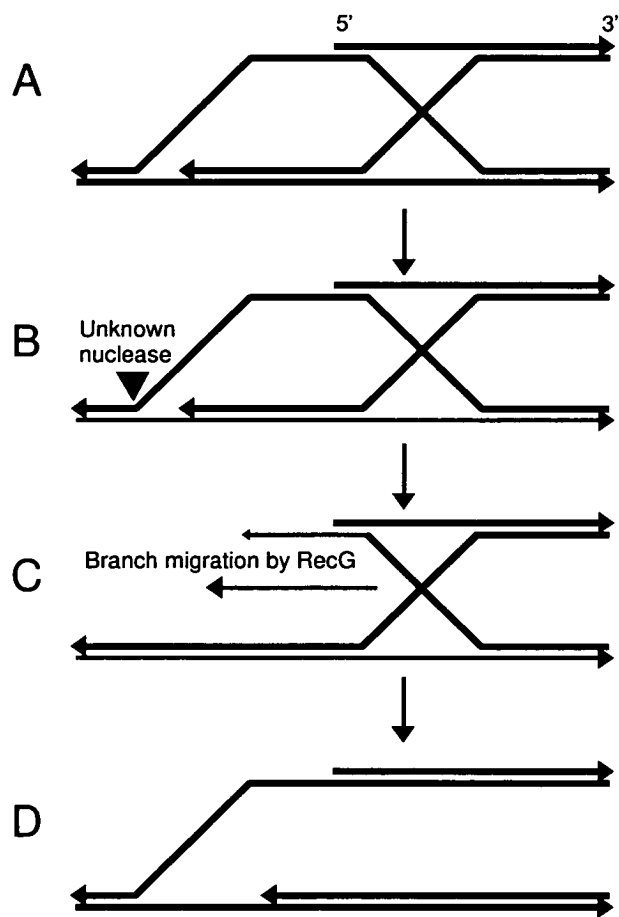 5' 3'
A
B
Unknown
nuclease
C
Branch migration by RecG
D